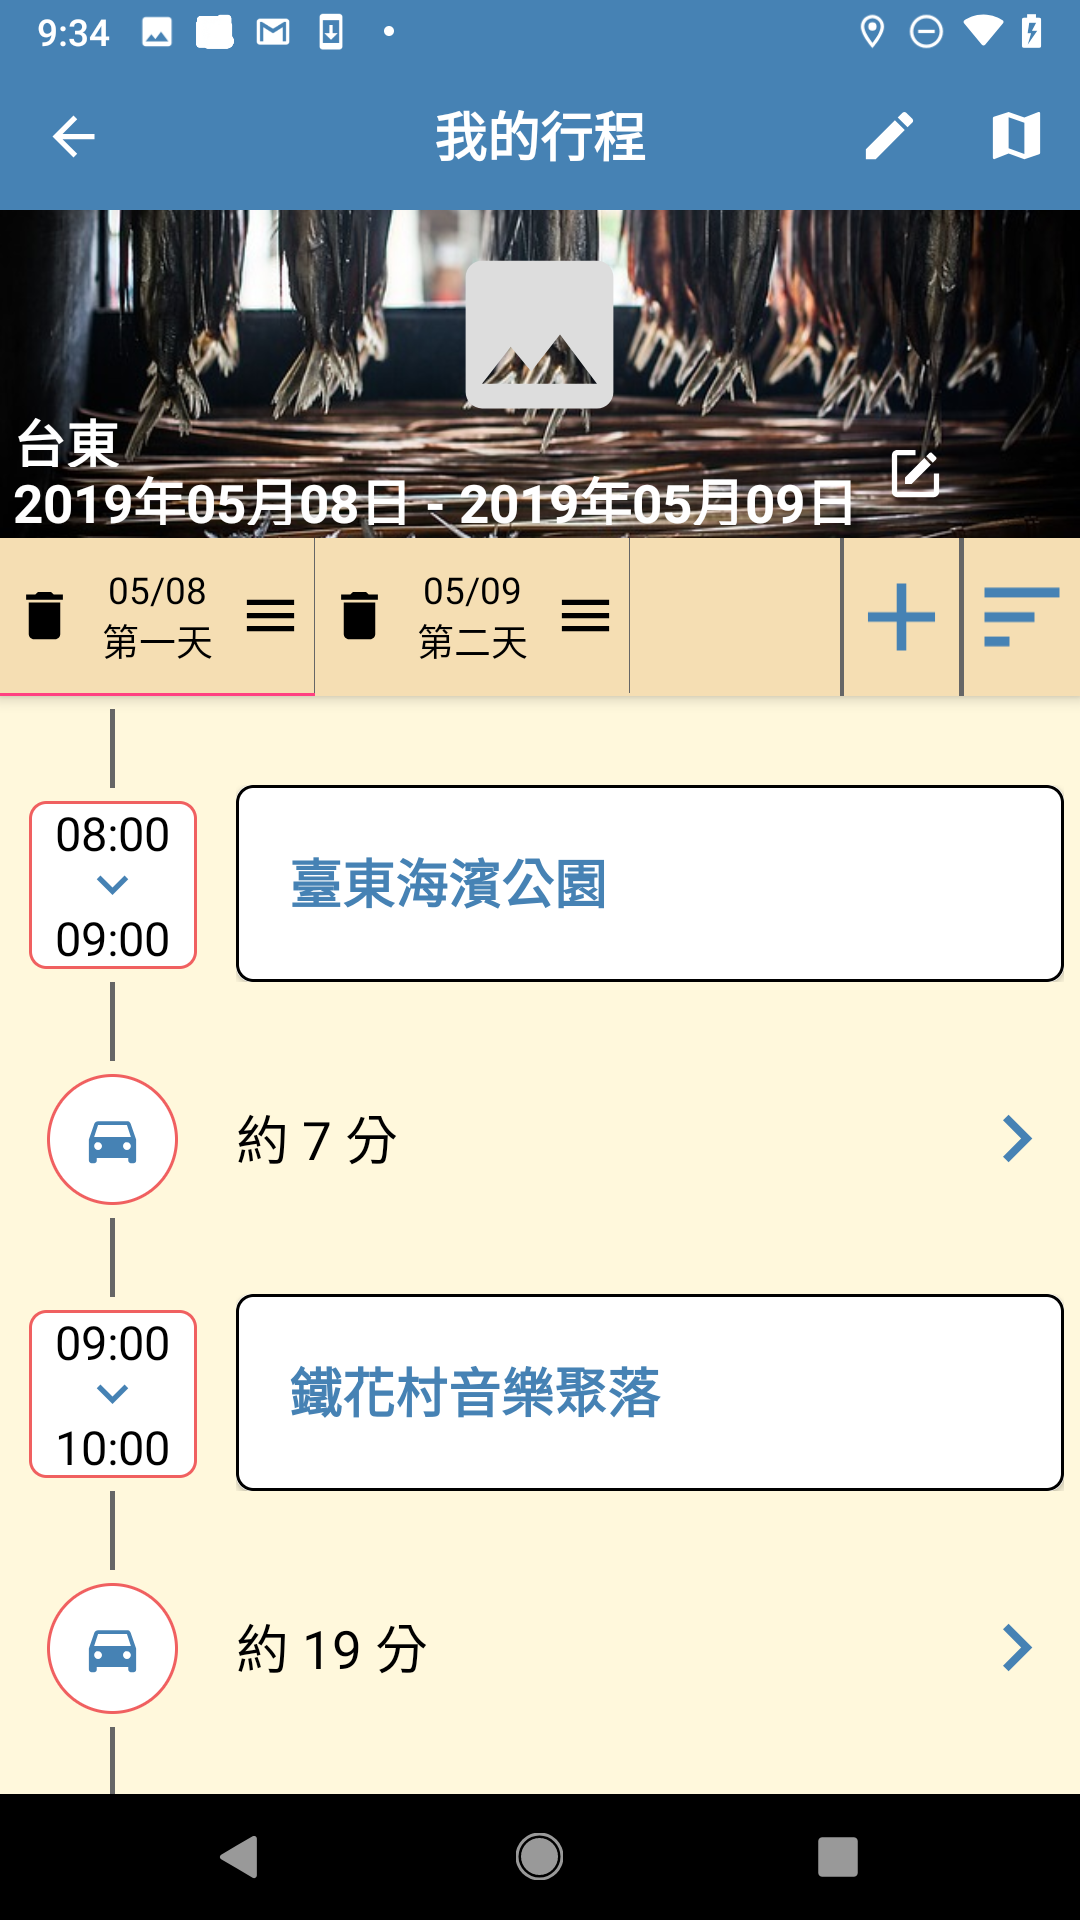 9:34
我的行程
台東
2019年05月08日 - 2019年05月09日
05/08
第一天
05/09
第二天
08:00
09:00
臺東海濱公園
約 7 分
09:00
10:00
鐵花村音樂聚落
約 19 分